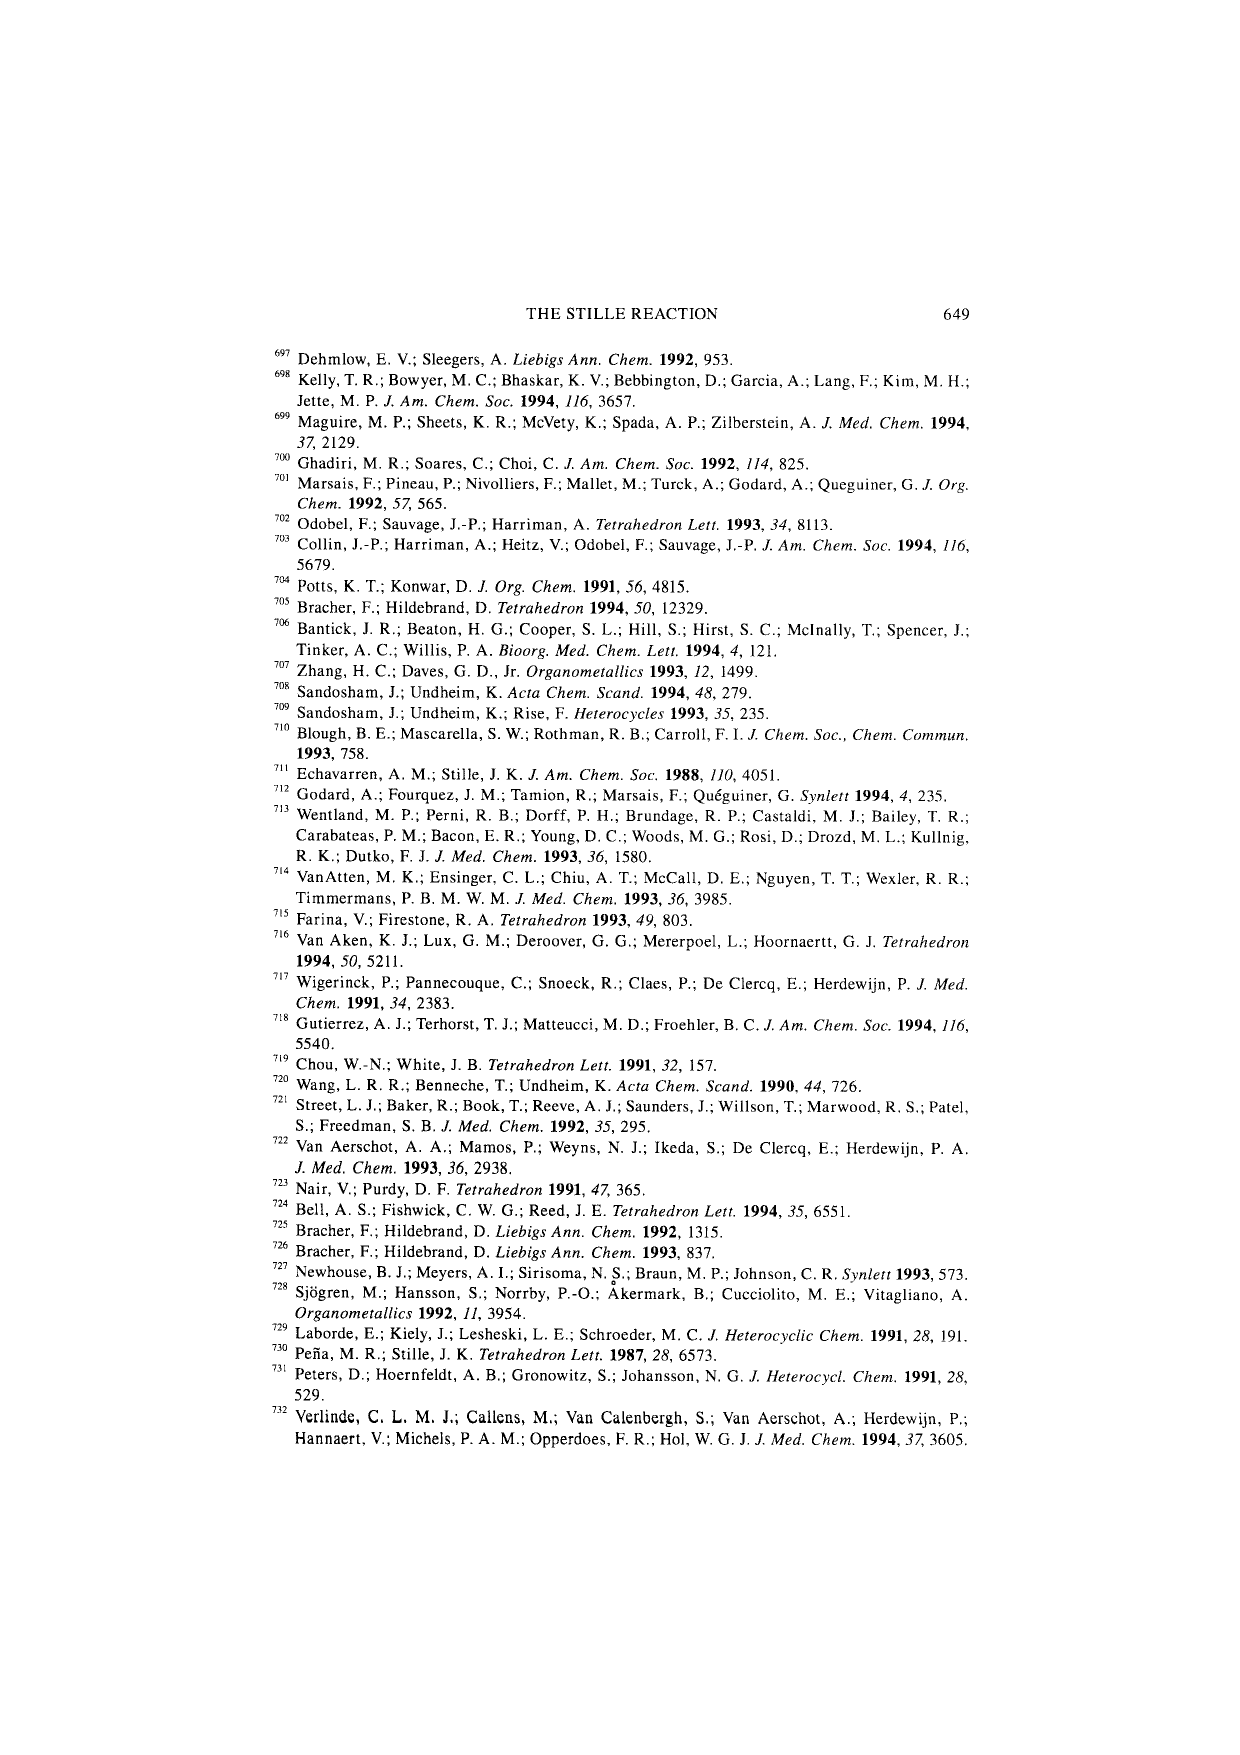 THE STILLE REACTION 649
697 Dehmlow, E. V.; Sleegers, A. Liebigs Ann. Chem. 1992, 953.
698 Kelly, T. R.; Bowyer, M. C.; Bhaskar, K. V.; Bebbington, D.; Garcia, A.; Lang, F.; Kim, M. H.;
Jette, M. P. J. Am. Chem. Soc. 1994, 116, 3657.
699 Maguire, M. P.; Sheets, K. R.; McVety, K.; Spada, A. P.; Zilberstein, A. J. Med. Chem. 1994,
37, 2129.
700 Ghadiri, M. R.; Soares, C.; Choi, C. J. Am. Chem. Soc. 1992, 114, 825.
701 Marsais, F.; Pineau, P.; Nivolliers, F.; Mallet, M.; Turck, A.; Godard, A.; Queguiner, G. J. Org.
Chem. 1992, 57, 565.
702 Odobel, F.; Sauvage, J.-P.; Harriman, A. Tetrahedron Lett. 1993, 34, 8113.
703 Collin, J.-P.; Harriman, A.; Heitz, V.; Odobel, F.; Sauvage, J.-P. J. Am. Chem. Soc. 1994, 116,
5679.
704 Potts, K. T.; Konwar, D. J. Org. Chem. 1991, 56, 4815.
705 Bracher, F.; Hildebrand, D. Tetrahedron 1994, 50, 12329.
706 Bantick, J. R.; Beaton, H. G.; Cooper, S. L.; Hill, S.; Hirst, S. C.; McInally, T.; Spencer, J.;
Tinker, A. C.; Willis, P. A. Bioorg. Med. Chem. Lett. 1994, 4, 121.
707 Zhang, H. C.; Daves, G. D., Jr. Organometallics 1993, 12, 1499.
708 Sandosham, J.; Undheim, K. Acta Chem. Scand. 1994, 48, 279.
709 Sandosham, J.; Undheim, K.; Rise, F. Heterocycles 1993, 35, 235.
710 Blough, B. E.; Mascarella, S. W.; Rothman, R. B.; Carroll, F. I. J. Chem. Soc., Chem. Commun.
1993, 758.
711 Echavarren, A. M.; Stille, J. K. J. Am. Chem. Soc. 1988, 110, 4051.
712 Godard, A.; Fourquez, J. M.; Tamion, R.; Marsais, F.; Quéguiner, G. Synlett 1994, 4, 235.
713 Wentland, M. P.; Perni, R. B.; Dorff, P. H.; Brundage, R. P.; Castaldi, M. J.; Bailey, T. R.;
Carabateas, P. M.; Bacon, E. R.; Young, D. C.; Woods, M. G.; Rosi, D.; Drozd, M. L.; Kullnig,
R. K.; Dutko, F. J. J. Med. Chem. 1993, 36, 1580.
714 VanAtten, M. K.; Ensinger, C. L.; Chiu, A. T.; McCall, D. E.; Nguyen, T. T.; Wexler, R. R.;
Timmermans, P. B. M. W. M. J. Med. Chem. 1993, 36, 3985.
715 Farina, V.; Firestone, R. A. Tetrahedron 1993, 49, 803.
716 Van Aken, K. J.; Lux, G. M.; Deroover, G. G.; Mererpoel, L.; Hoornaertt, G. J. Tetrahedron
1994, 50, 5211.
717 Wigerinck, P.; Pannecouque, C.; Snoeck, R.; Claes, P.; De Clercq, E.; Herdewijn, P. J. Med.
Chem. 1991, 34, 2383.
718 Gutierrez, A. J.; Terhorst, T. J.; Matteucci, M. D.; Froehler, B. C. J. Am. Chem. Soc. 1994, 116,
5540.
719 Chou, W.-N.; White, J. B. Tetrahedron Lett. 1991, 32, 157.
720 Wang, L. R. R.; Benneche, T.; Undheim, K. Acta Chem. Scand. 1990, 44, 726.
721 Street, L. J.; Baker, R.; Book, T.; Reeve, A. J.; Saunders, J.; Willson, T.; Marwood, R. S.; Patel,
S.; Freedman, S. B. J. Med. Chem. 1992, 35, 295.
722 Van Aerschot, A. A.; Mamos, P.; Weyns, N. J.; Ikeda, S.; De Clercq, E.; Herdewijn, P. A.
J. Med. Chem. 1993, 36, 2938.
723 Nair, V.; Purdy, D. F. Tetrahedron 1991, 47, 365.
724 Bell, A. S.; Fishwick, C. W. G.; Reed, J. E. Tetrahedron Lett. 1994, 35, 6551.
725 Bracher, F.; Hildebrand, D. Liebigs Ann. Chem. 1992, 1315.
726 Bracher, F.; Hildebrand, D. Liebigs Ann. Chem. 1993, 837.
727 Newhouse, B. J.; Meyers, A. I.; Sirisoma, N. S.; Braun, M. P.; Johnson, C. R. Synlett 1993, 573.
728 Sjögren, M.; Hansson, S.; Norrby, P.-O.; Åkermark, B.; Cucciolito, M. E.; Vitagliano, A.
Organometallics 1992, 11, 3954.
729 Laborde, E.; Kiely, J.; Lesheski, L. E.; Schroeder, M. C. J. Heterocyclic Chem. 1991, 28, 191.
730 Peña, M. R.; Stille, J. K. Tetrahedron Lett. 1987, 28, 6573.
731 Peters, D.; Hoernfeldt, A. B.; Gronowitz, S.; Johansson, N. G. J. Heterocycl. Chem. 1991, 28,
529.
732 Verlinde, C. L. M. J.; Callens, M.; Van Calenbergh, S.; Van Aerschot, A.; Herdewijn, P.;
Hannaert, V.; Michels, P. A. M.; Opperdoes, F. R.; Hol, W. G. J. J. Med. Chem. 1994, 37, 3605.